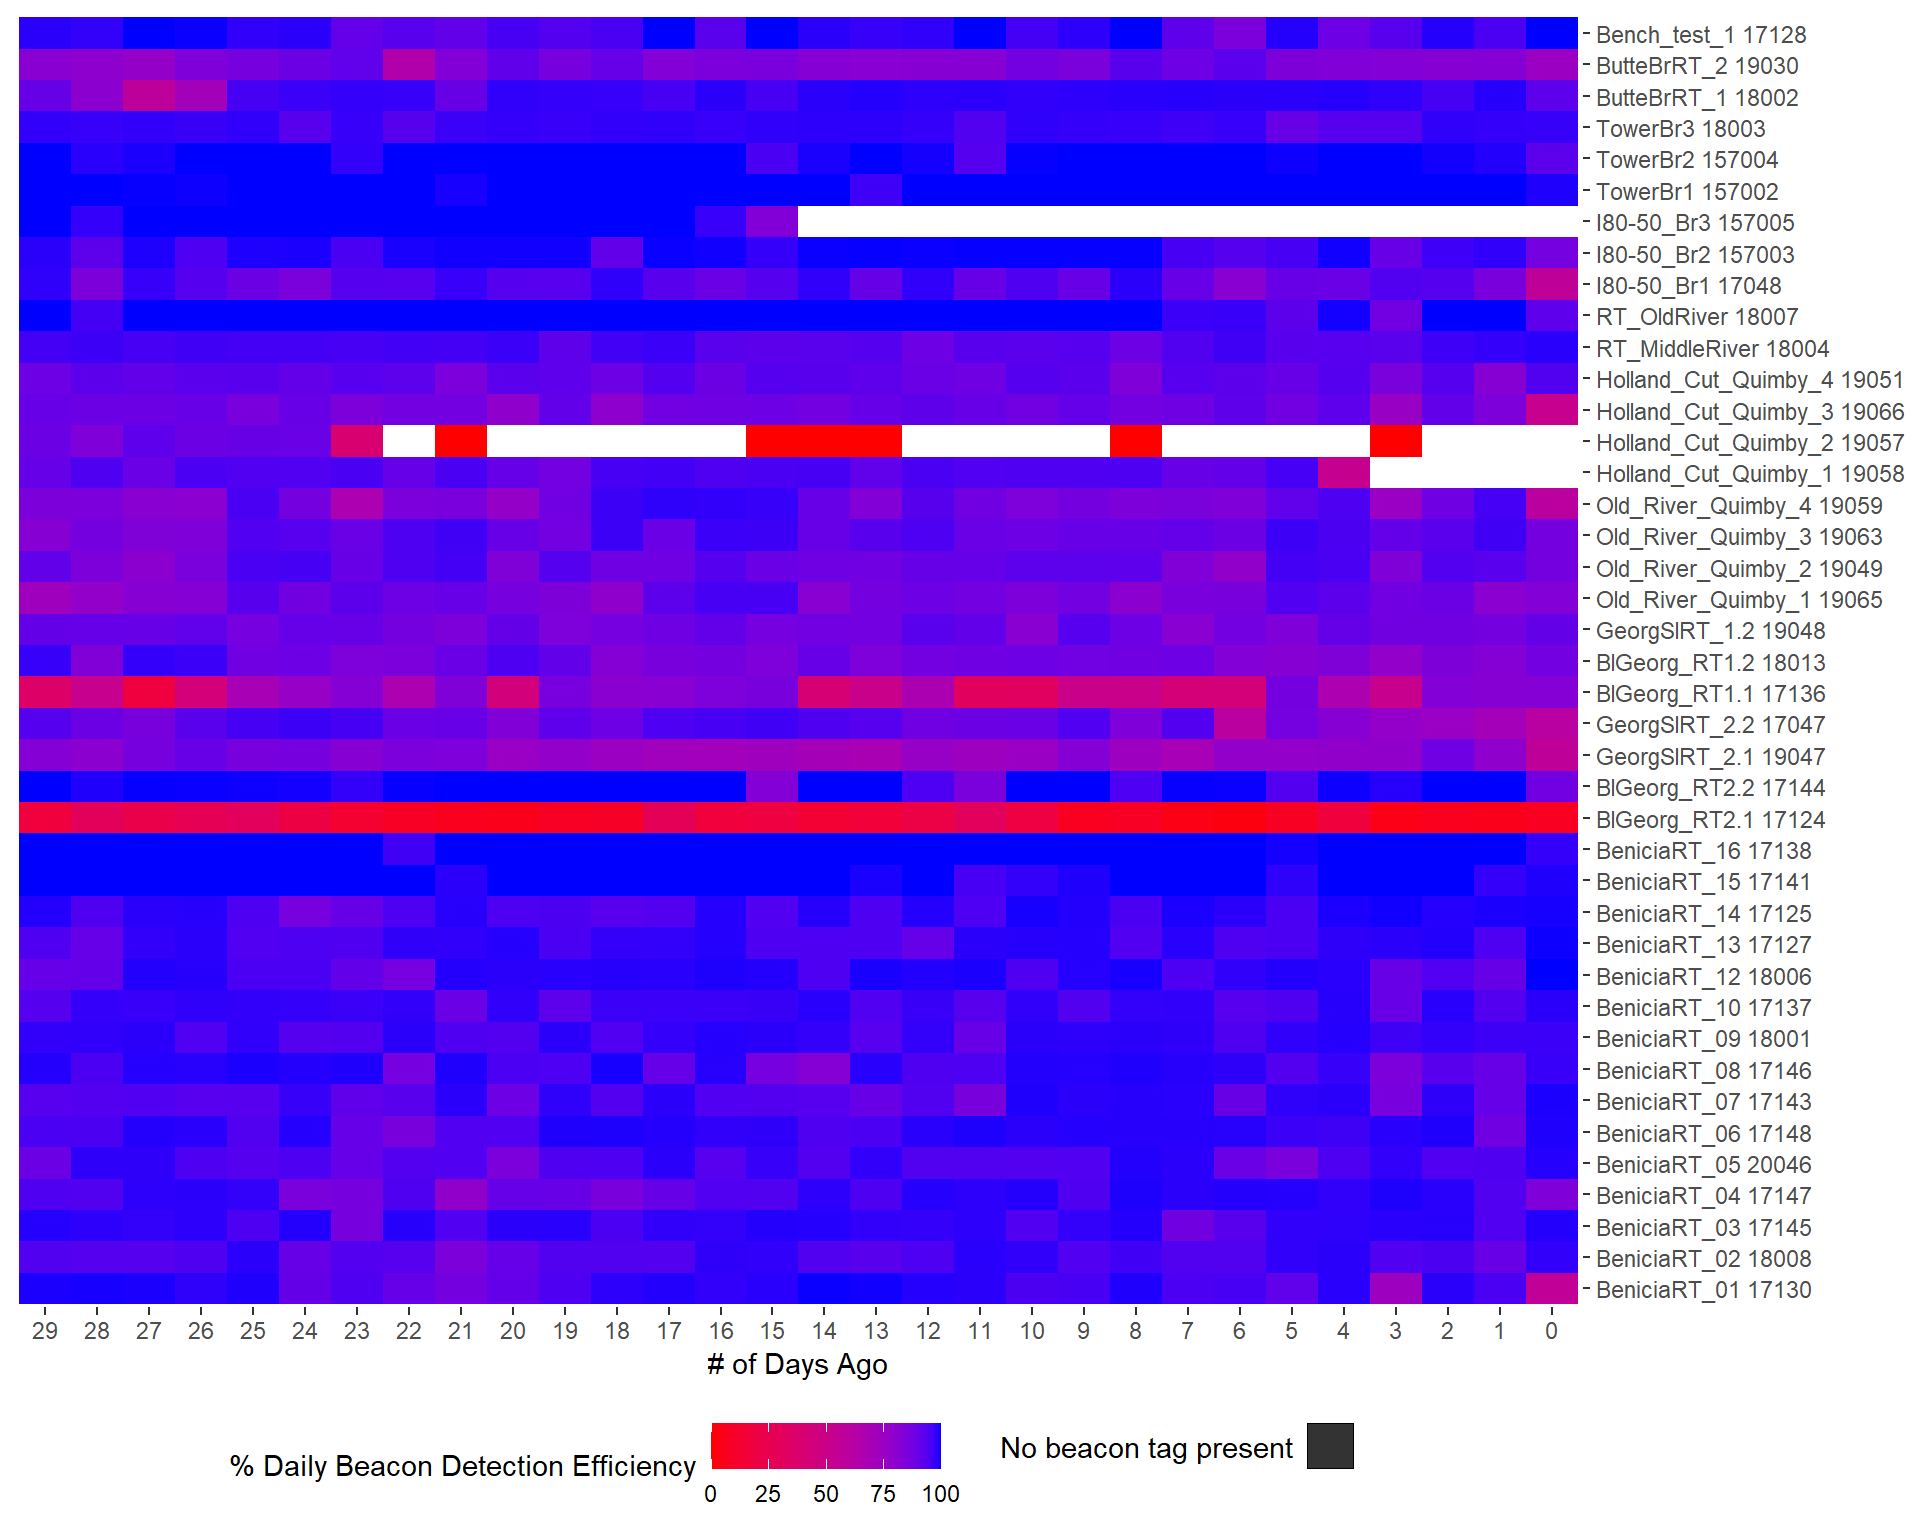 Bench_test_1 17128
ButteBrRT_2 19030
ButteBrRT_1 18002
TowerBr3 18003
TowerBr2 157004
TowerBr1 157002
I80-50_Br3 157005
I80-50_Br2 157003
I80-50_Br1 17048
RT_OldRiver 18007
RT_MiddleRiver 18004
Holland_Cut_Quimby_4 19051
Holland_Cut_Quimby_3 19066
Holland_Cut_Quimby_2 19057
Holland_Cut_Quimby_1 19058
Old_River_Quimby_4 19059
Old_River_Quimby_3 19063
Old_River_Quimby_2 19049
Old_River_Quimby_1 19065
GeorgSlRT_1.2 19048
BlGeorg_RT1.2 18013
BlGeorg_RT1.1 17136
GeorgSlRT_2.2 17047
GeorgSlRT_2.1 19047
BlGeorg_RT2.2 17144
BlGeorg_RT2.1 17124
BeniciaRT_16 17138
BeniciaRT_15 17141
BeniciaRT_14 17125
BeniciaRT_13 17127
BeniciaRT_12 18006
BeniciaRT_10 17137
BeniciaRT_09 18001
BeniciaRT_08 17146
BeniciaRT_07 17143
BeniciaRT_06 17148
BeniciaRT_05 20046
BeniciaRT_04 17147
BeniciaRT_03 17145
BeniciaRT_02 18008
BeniciaRT_01 17130
29 28 27 26 25 24 23 22 21 20 19 18 17 16 15 14 13 12 11 10 9 8 7 6 5 4 3 2 1 0
# of Days Ago
% Daily Beacon Detection Efficiency
0 25 50 75 100
No beacon tag present